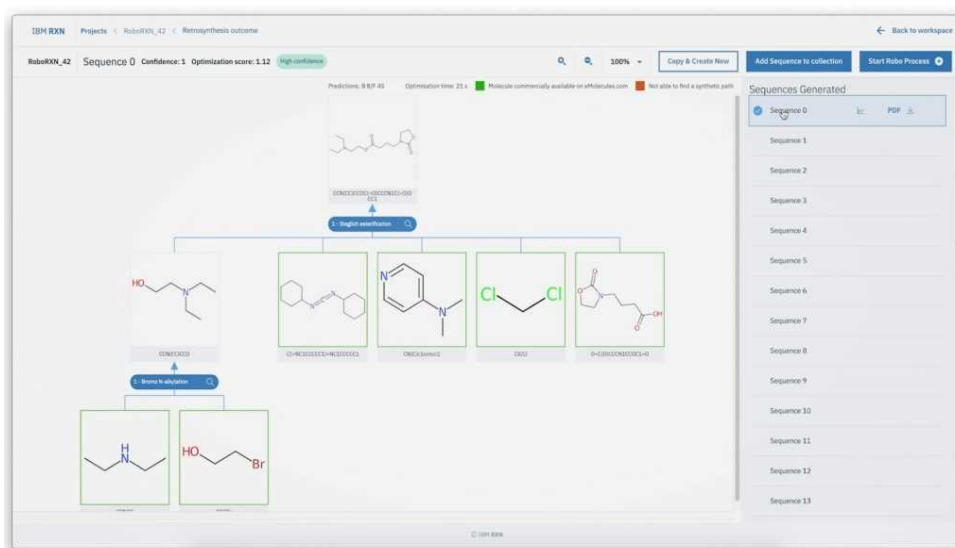 IBM RXN Projects < RoboRXN_42 < Retrosynthesis outcome
← Back to workspace
RoboRXN_42 Sequence 0 Confidence: 1 Optimization score: 1.12 High confidence
100%
Copy & Create New
Add Sequence to collection
Start Robo Process
Molecule commercially available on eMolecules.com
Not able to find a synthetic path
Sequences Generated
Sequence 0 PDF
Sequence 1
Sequence 2
Sequence 3
Sequence 4
Sequence 5
Sequence 6
Sequence 7
Sequence 8
Sequence 9
Sequence 10
Sequence 11
Sequence 12
Sequence 13
1 - Steglich esterification
HO N
N N
N N
Cl Cl
O O N O OH
1 - Bromo N-alkylation
H N
HO Br
© IBM RXN